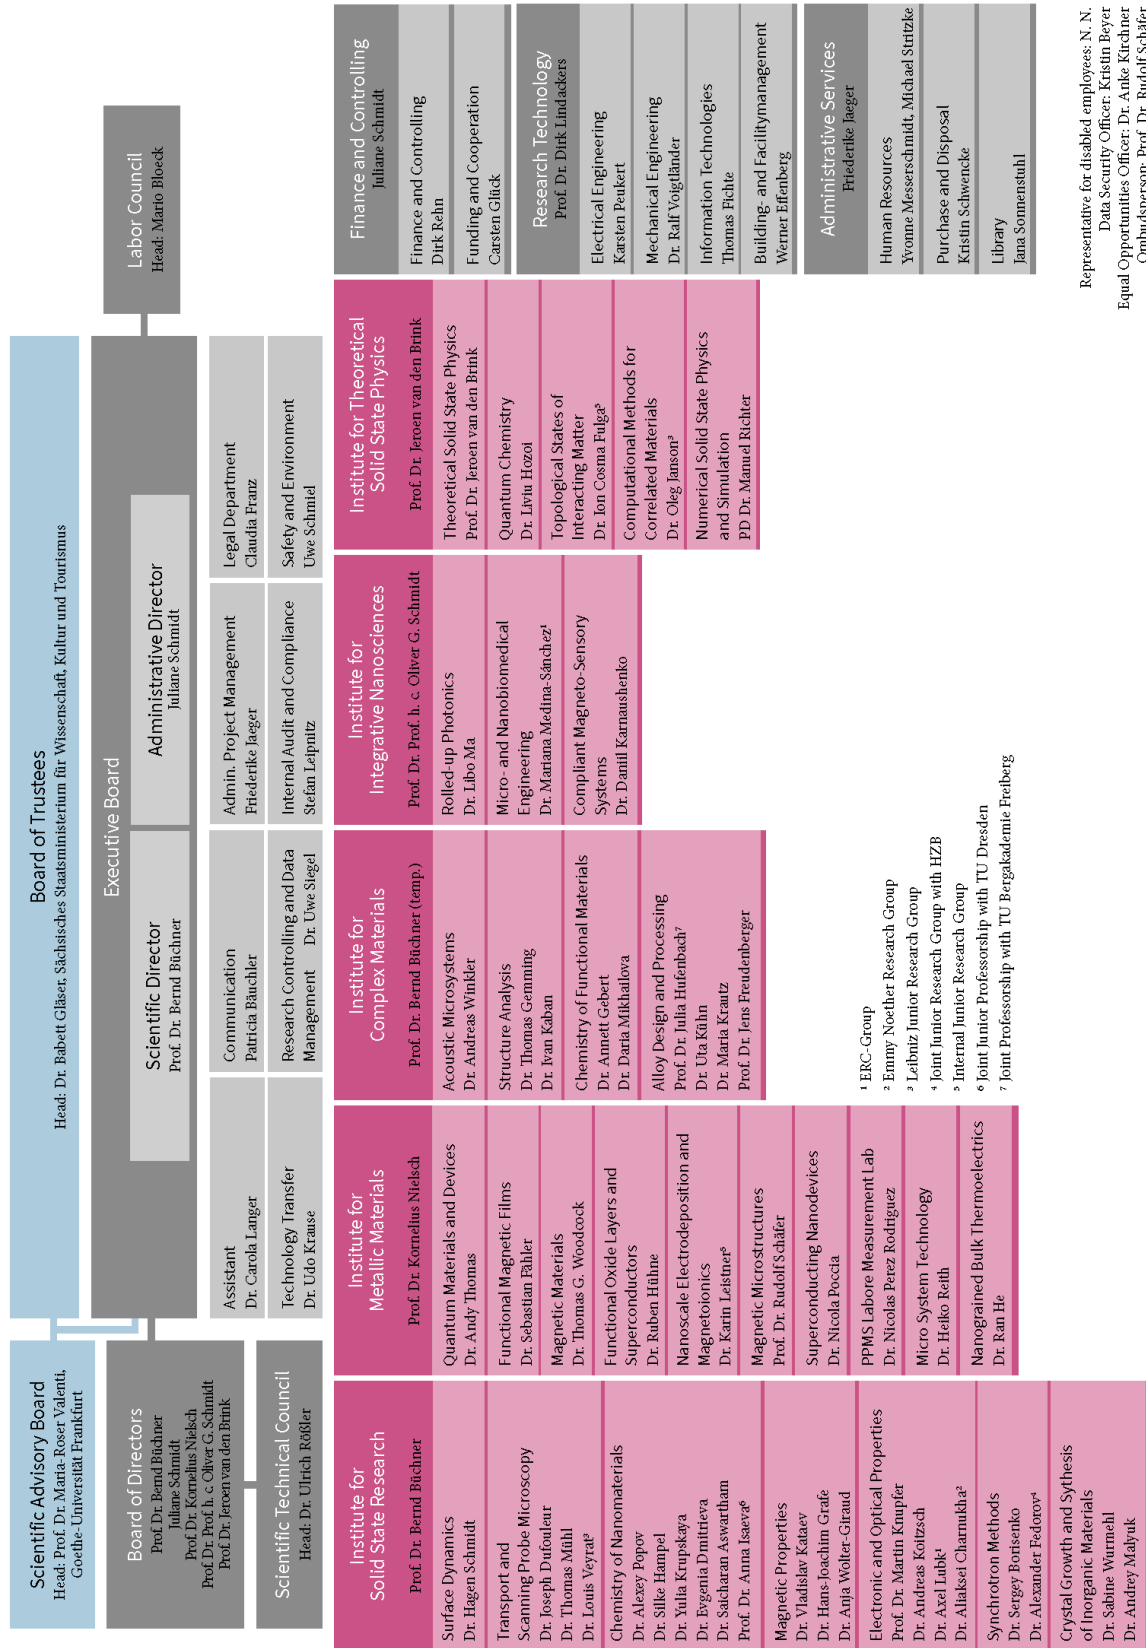 Scientific Advisory Board
Head: Prof. Dr. Maria-Roser Valenti,
Goethe-Universität Frankfurt
Board of Trustees
Head: Dr. Babett Gläser, Sächsisches Staatsministerium für Wissenschaft, Kultur und Tourismus
Board of Directors
Prof. Dr. Bernd Büchner
Juliane Schmidt
Prof. Dr. Kornelius Nielsch
Prof. Dr. Prof. h. c. Oliver G. Schmidt
Prof. Dr. Jeroen van den Brink
Executive Board
Scientific Director
Prof. Dr. Bernd Büchner
Administrative Director
Juliane Schmidt
Labor Council
Head: Mario Bloeck
Scientific Technical Council
Head: Dr. Ulrich Rößler
Assistant
Dr. Carola Langer
Communication
Patricia Bäuchler
Admin. Project Management
Friederike Jaeger
Legal Department
Claudia Franz
Technology Transfer
Dr. Udo Krause
Research Controlling and Data
Management Dr. Uwe Siegel
Internal Audit and Compliance
Stefan Leipnitz
Safety and Environment
Uwe Schmiel
Institute for
Solid State Research
Prof. Dr. Bernd Büchner
Surface Dynamics
Dr. Hagen Schmidt
Transport and
Scanning Probe Microscopy
Dr. Joseph Dufouleur
Dr. Thomas Mühl
Dr. Louis Veyrat³
Chemistry of Nanomaterials
Dr. Alexey Popov
Dr. Silke Hampel
Dr. Yulia Krupskaya
Dr. Evgenia Dmitrieva
Dr. Saicharan Aswartham
Prof. Dr. Anna Isaeva⁶
Magnetic Properties
Dr. Vladislav Kataev
Dr. Hans-Joachim Grafe
Dr. Anja Wolter-Giraud
Electronic and Optical Properties
Prof. Dr. Martin Knupfer
Dr. Andreas Koitzsch
Dr. Axel Lubk¹
Dr. Aliaksei Charnukha²
Synchrotron Methods
Dr. Sergey Borisenko
Dr. Alexander Fedorov⁴
Crystal Growth and Sythesis
of Inorganic Materials
Dr. Sabine Wurmehl
Dr. Andrey Malyuk
Institute for
Metallic Materials
Prof. Dr. Kornelius Nielsch
Quantum Materials and Devices
Dr. Andy Thomas
Functional Magnetic Films
Dr. Sebastian Fähler
Magnetic Materials
Dr. Thomas G. Woodcock
Functional Oxide Layers and
Superconductors
Dr. Ruben Hühne
Nanoscale Electrodeposition and
Magnetoionics
Dr. Karin Leistner⁵
Magnetic Microstructures
Prof. Dr. Rudolf Schäfer
Superconducting Nanodevices
Dr. Nicola Poccia
PPMS Labore Measurement Lab
Dr. Nicolas Perez Rodriguez
Micro System Technology
Dr. Heiko Reith
Nanograined Bulk Thermoelectrics
Dr. Ran He
Institute for
Complex Materials
Prof. Dr. Bernd Büchner (temp.)
Acoustic Microsystems
Dr. Andreas Winkler
Structure Analysis
Dr. Thomas Gemming
Dr. Ivan Kaban
Chemistry of Functional Materials
Dr. Annett Gebert
Dr. Daria Mikhailova
Alloy Design and Processing
Prof. Dr. Julia Hufenbach⁷
Dr. Uta Kühn
Dr. Maria Krautz
Prof. Dr. Jens Freudenberger
Institute for
Integrative Nanosciences
Prof. Dr. Prof. h. c. Oliver G. Schmidt
Rolled-up Photonics
Dr. Libo Ma
Micro- and Nanobiomedical
Engineering
Dr. Mariana Medina-Sánchez¹
Compliant Magneto-Sensory
Systems
Dr. Daniil Karnaushenko
Institute for Theoretical
Solid State Physics
Prof. Dr. Jeroen van den Brink
Theoretical Solid State Physics
Prof. Dr. Jeroen van den Brink
Quantum Chemistry
Dr. Liviu Hozoi
Topological States of
Interacting Matter
Dr. Ion Cosma Fulga⁵
Computational Methods for
Correlated Materials
Dr. Oleg Janson³
Numerical Solid State Physics
and Simulation
PD Dr. Manuel Richter
Finance and Controlling
Juliane Schmidt
Finance and Controlling
Dirk Rehn
Funding and Cooperation
Carsten Glück
Research Technology
Prof. Dr. Dirk Lindackers
Electrical Engineering
Karsten Peukert
Mechanical Engineering
Dr. Ralf Voigtländer
Information Technologies
Thomas Fichte
Building- and Facilitymanagement
Werner Effenberg
Administrative Services
Friederike Jaeger
Human Resources
Yvonne Messerschmidt, Michael Stritzke
Purchase and Disposal
Kristin Schwencke
Library
Jana Sonnenstuhl
¹ ERC-Group
² Emmy Noether Research Group
³ Leibniz Junior Research Group
⁴ Joint Junior Research Group with HZB
⁵ Internal Junior Research Group
⁶ Joint Junior Professorship with TU Dresden
⁷ Joint Professorship with TU Bergakademie Freiberg
Representative for disabled employees: N. N.
Data Security Officer: Kristin Beyer
Equal Opportunities Officer: Dr. Anke Kirchner
Ombudsperson: Prof. Dr. Rudolf Schäfer